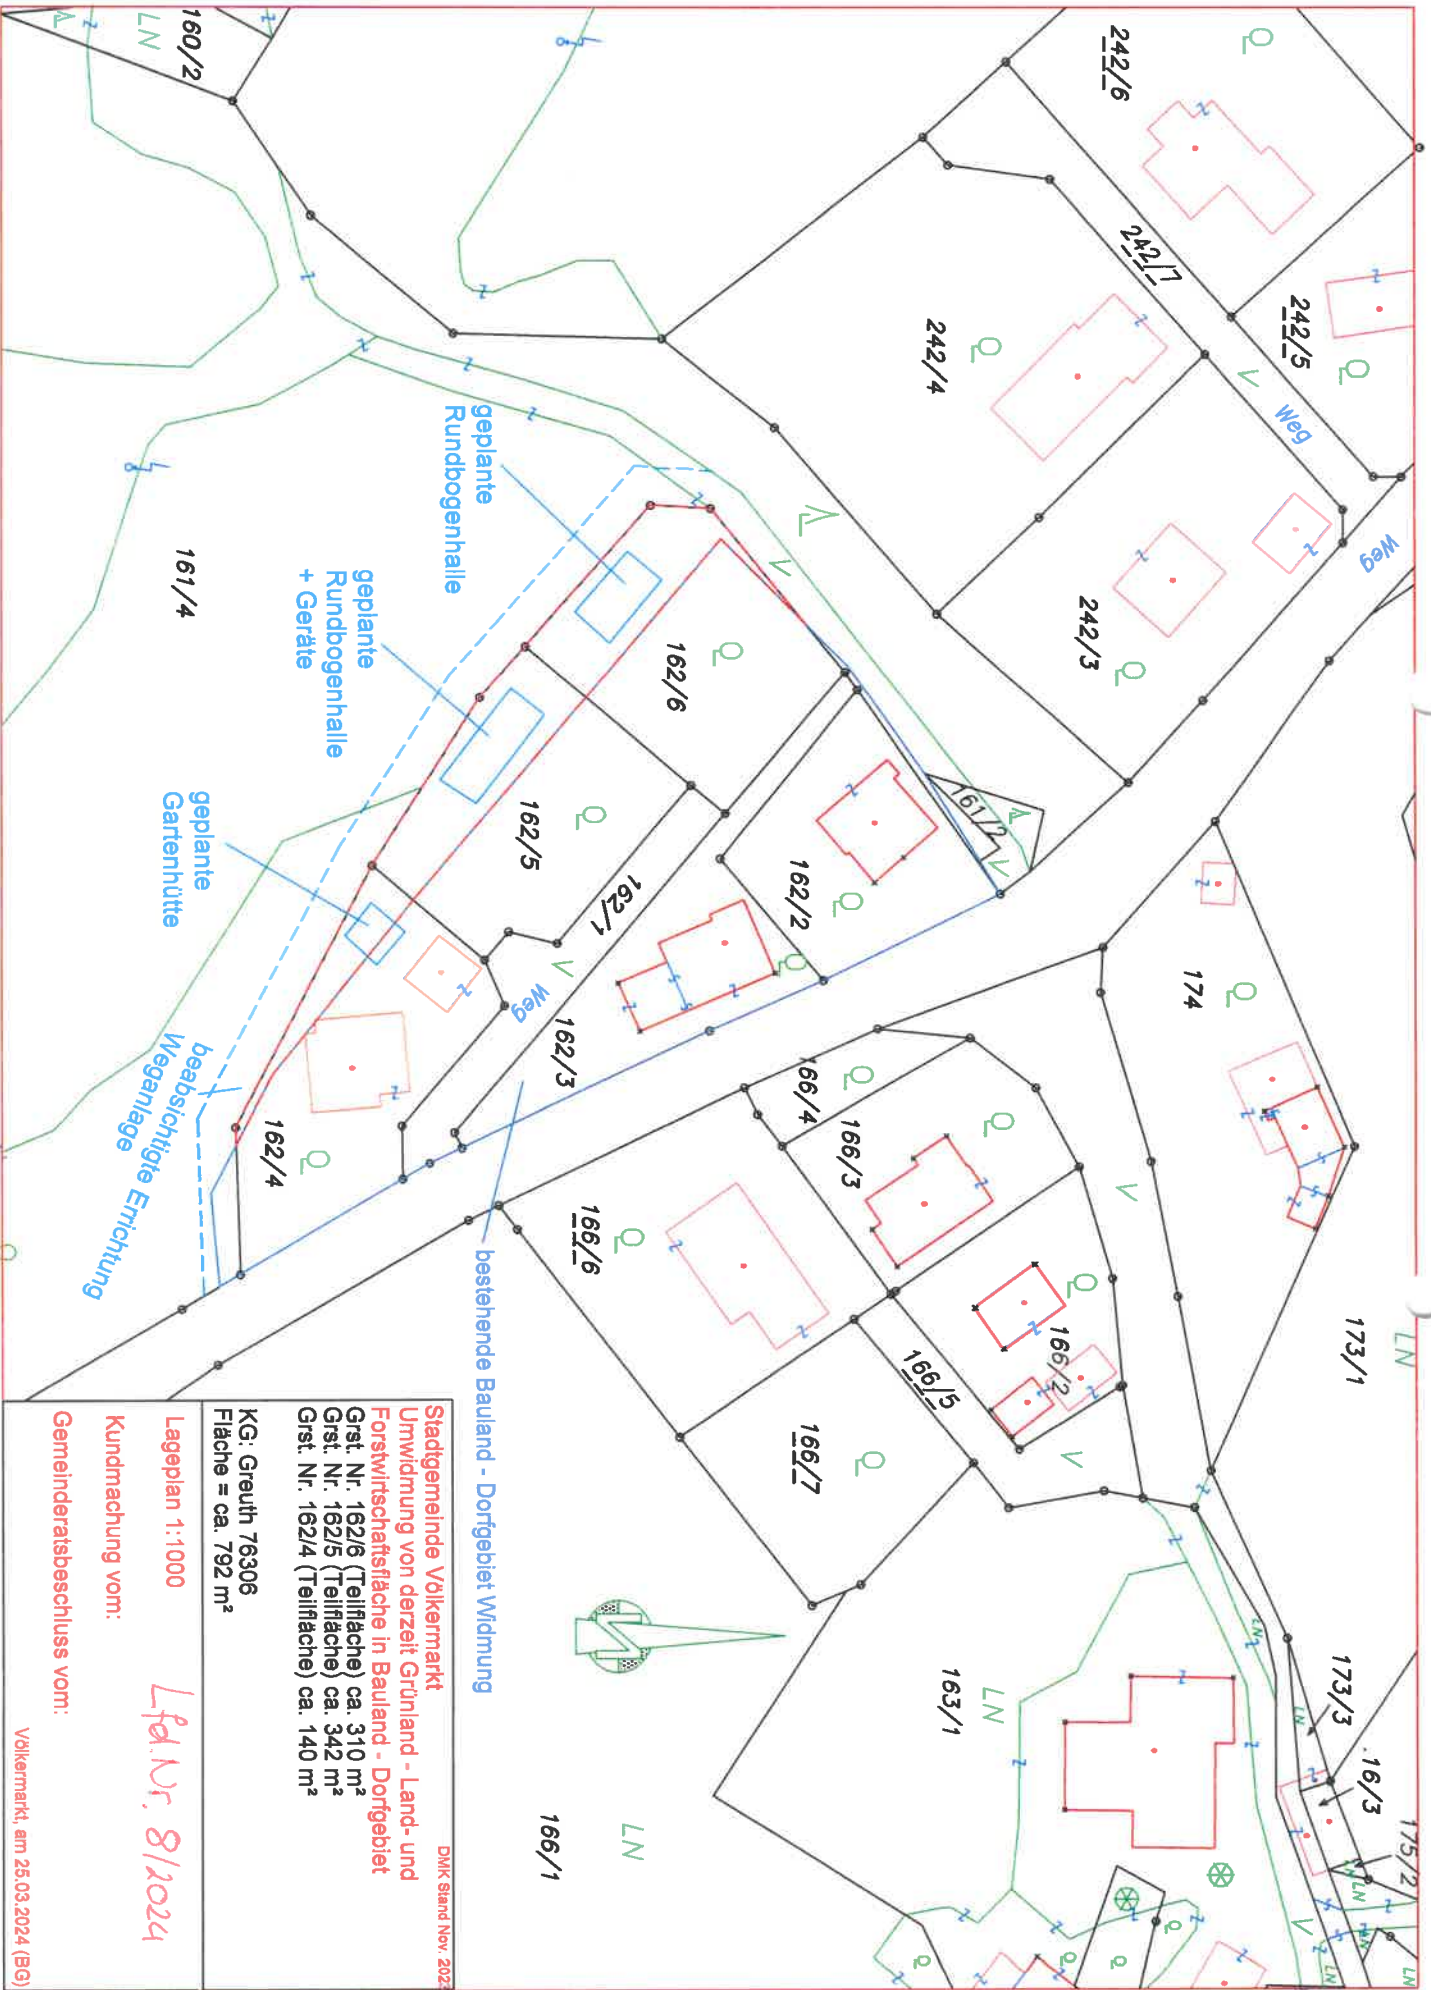 160/2
LN
242/6
242/7
242/5
Weg
Weg
242/4
242/3
geplante
Rundbogenhalle
geplante
Rundbogenhalle
+ Geräte
161/4
162/6
162/5
162/1
161/2
162/2
geplante
Gartenhütte
Weg
162/3
162/4
beabsichtigte Errichtung
Weganlage
174
166/4
166/3
166/6
166/2
166/5
166/7
173/1
LN
bestehende Bauland - Dorfgebiet Widmung
163/1
LN
166/1
LN
LN
LN
173/3
.16/3
175/2
LN
LN
LN
LN
DMK Stand Nov. 202
Stadtgemeinde Völkermarkt
Umwidmung von derzeit Grünland - Land- und
Forstwirtschaftsfläche in Bauland - Dorfgebiet
Grst. Nr. 162/6 (Teilfläche) ca. 310 m²
Grst. Nr. 162/5 (Teilfläche) ca. 342 m²
Grst. Nr. 162/4 (Teilfläche) ca. 140 m²
KG: Greuth 76306
Fläche = ca. 792 m²
Lageplan 1:1000
Lfd. Nr. 8/2024
Kundmachung vom:
Gemeinderatsbeschluss vom:
Völkermarkt, am 25.03.2024 (BG)